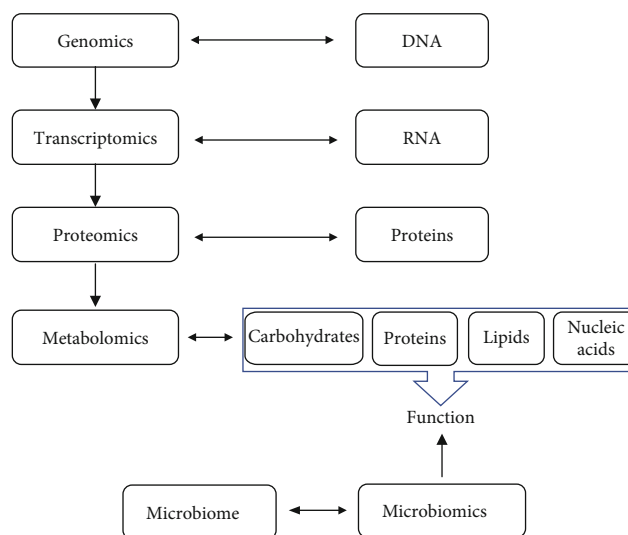 Genomics
DNA
Transcriptomics
RNA
Proteomics
Proteins
Metabolomics
Carbohydrates
Proteins
Lipids
Nucleic
acids
Function
Microbiome
Microbiomics